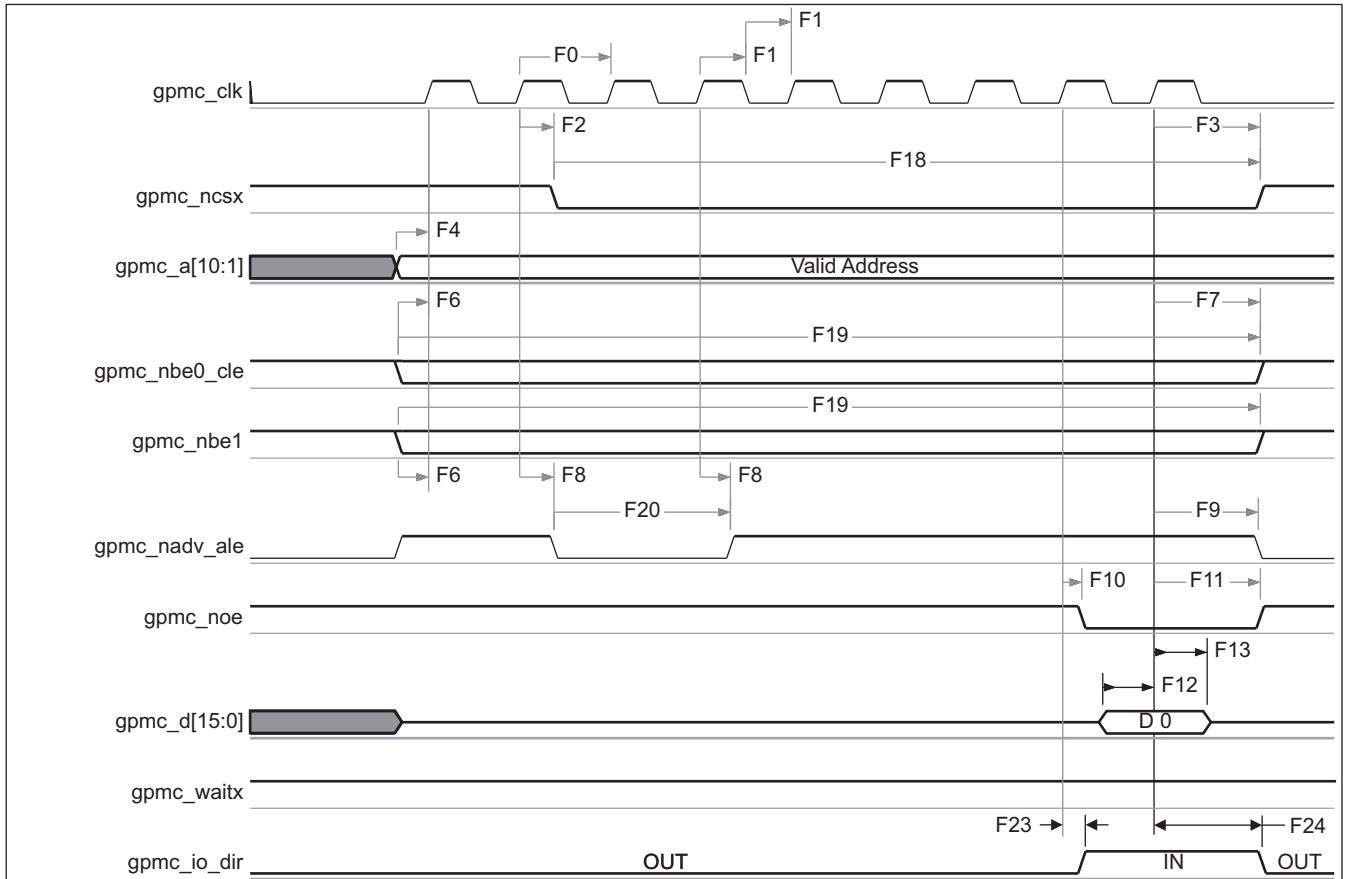 F1
F0
F1
gpmc_clk
F2
F3
F18
gpmc_ncsx
F4
gpmc_a[10:1]
Valid Address
F6
F7
F19
gpmc_nbe0_cle
F19
gpmc_nbe1
F6
F8
F8
F20
F9
gpmc_nadv_ale
F10
F11
gpmc_noe
F13
F12
gpmc_d[15:0]
D 0
gpmc_waitx
F23
F24
gpmc_io_dir
OUT
IN
OUT